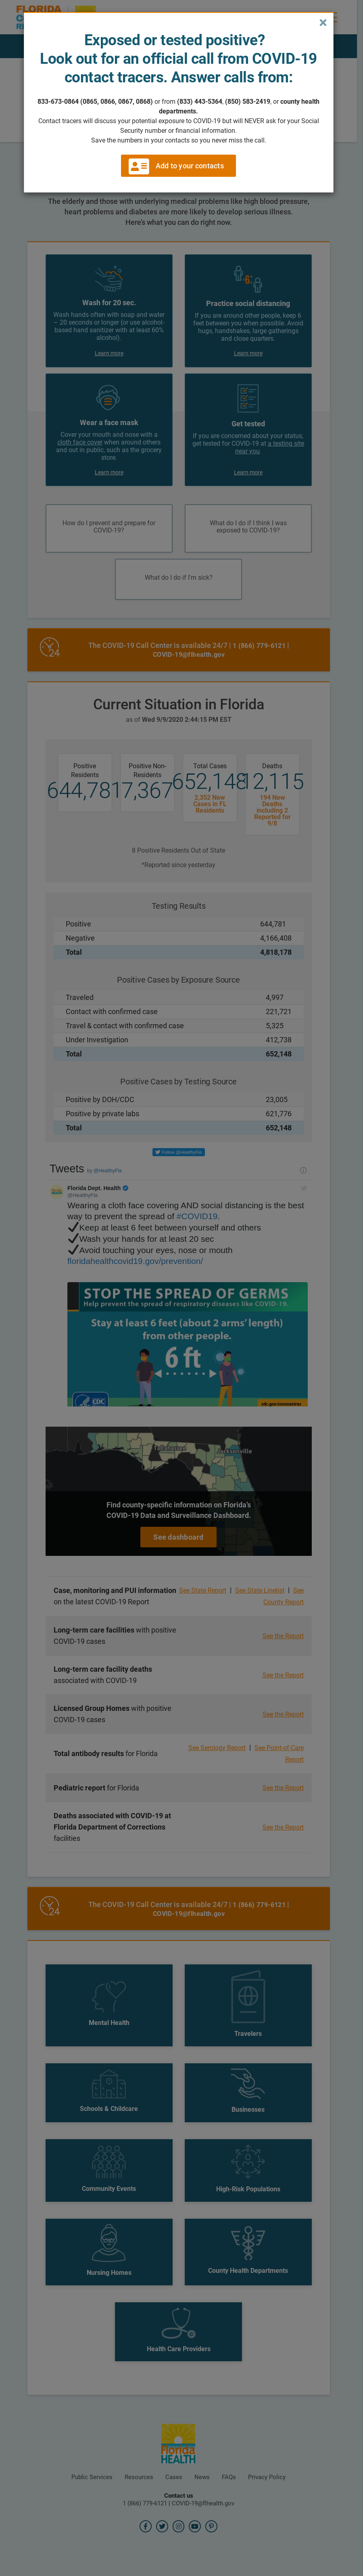 FLORIDA
×
Exposed or tested positive?
Look out for an official call from COVID-19
contact tracers. Answer calls from:
833-673-0864 (0865, 0866, 0867, 0868) or from (833) 443-5364, (850) 583-2419, or county health
departments.
Contact tracers will discuss your potential exposure to COVID-19 but will NEVER ask for your Social
Security number or financial information.
Save the numbers in your contacts so you never miss the call.
Add to your contacts
The elderly and those with underlying medical problems like high blood pressure,
heart problems and diabetes are more likely to develop serious illness.
Here's what you can do right now.
Wash for 20 sec.
Wash hands often with soap and water
– 20 seconds or longer (or use alcohol-
based hand sanitizer with at least 60%
alcohol).
Learn more
Practice social distancing
If you are around other people, keep 6
feet between you when possible. Avoid
hugs, handshakes, large gatherings
and close quarters.
Learn more
Wear a face mask
Cover your mouth and nose with a
cloth face cover when around others
and out in public, such as the grocery
store.
Learn more
Get tested
If you are concerned about your status,
get tested for COVID-19 at a testing site
near you.
Learn more
How do I prevent and prepare for
COVID-19?
What do I do if I think I was
exposed to COVID-19?
What do I do if I'm sick?
24
The COVID-19 Call Center is available 24/7 | 1 (866) 779-6121 |
COVID-19@flhealth.gov
Current Situation in Florida
as of Wed 9/9/2020 2:44:15 PM EST
Positive
Residents
644,781
Positive Non-
Residents
7,367
Total Cases
652,148
2,352 New
Cases in FL
Residents
Deaths
12,115
194 New
Deaths
including 2
Reported for
9/8
8 Positive Residents Out of State
*Reported since yesterday
Testing Results
Positive 644,781
Negative 4,166,408
Total 4,818,178
Positive Cases by Exposure Source
Traveled 4,997
Contact with confirmed case 221,721
Travel & contact with confirmed case 5,325
Under Investigation 412,738
Total 652,148
Positive Cases by Testing Source
Positive by DOH/CDC 23,005
Positive by private labs 621,776
Total 652,148
Follow @HealthyFla
Tweets by @HealthyFla
Florida Dept. Health
@HealthyFla
Wearing a cloth face covering AND social distancing is the best
way to prevent the spread of #COVID19.
✔Keep at least 6 feet between yourself and others
✔Wash your hands for at least 20 sec
✔Avoid touching your eyes, nose or mouth
floridahealthcovid19.gov/prevention/
STOP THE SPREAD OF GERMS
Help prevent the spread of respiratory diseases like COVID-19.
Stay at least 6 feet (about 2 arms' length)
from other people.
6 ft
CDC
cdc.gov/coronavirus
Tallahassee
Jacksonville
Find county-specific information on Florida's
COVID-19 Data and Surveillance Dashboard.
See dashboard
Case, monitoring and PUI information See State Report | See State Linelist | See
on the latest COVID-19 Report County Report
Long-term care facilities with positive
COVID-19 cases
See the Report
Long-term care facility deaths
associated with COVID-19
See the Report
Licensed Group Homes with positive
COVID-19 cases
See the Report
Total antibody results for Florida
See Serology Report | See Point-of-Care
Report
Pediatric report for Florida See the Report
Deaths associated with COVID-19 at
Florida Department of Corrections
facilities
See the Report
24
The COVID-19 Call Center is available 24/7 | 1 (866) 779-6121 |
COVID-19@flhealth.gov
Mental Health
Travelers
Schools & Childcare
Businesses
Community Events
High-Risk Populations
Nursing Homes
County Health Departments
Health Care Providers
Florida
HEALTH
Public Services Resources Cases News FAQs Privacy Policy
Contact us
1 (866) 779-6121 | COVID-19@flhealth.gov